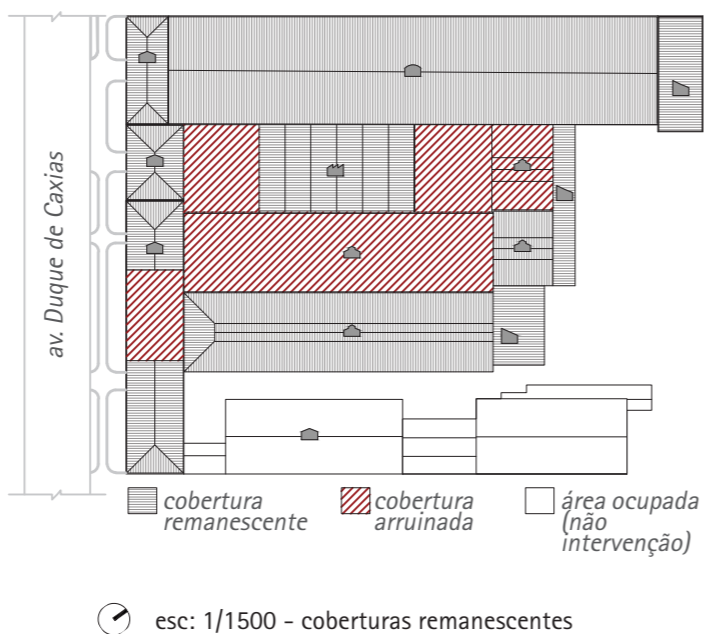 av. Duque de Caxias
cobertura
remanescente
cobertura
arruinada
área ocupada
(não
intervenção)
esc: 1/1500 - coberturas remanescentes